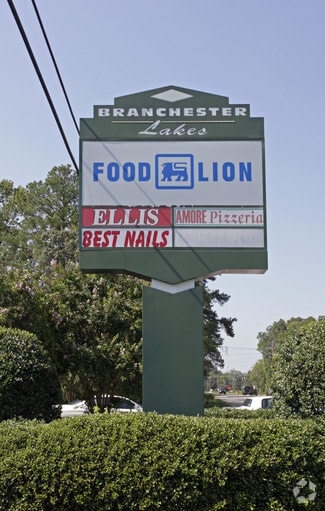 BRANCHESTER
Lakes
FOOD LION
ELLIS
AMORE Pizzeria
BEST NAILS